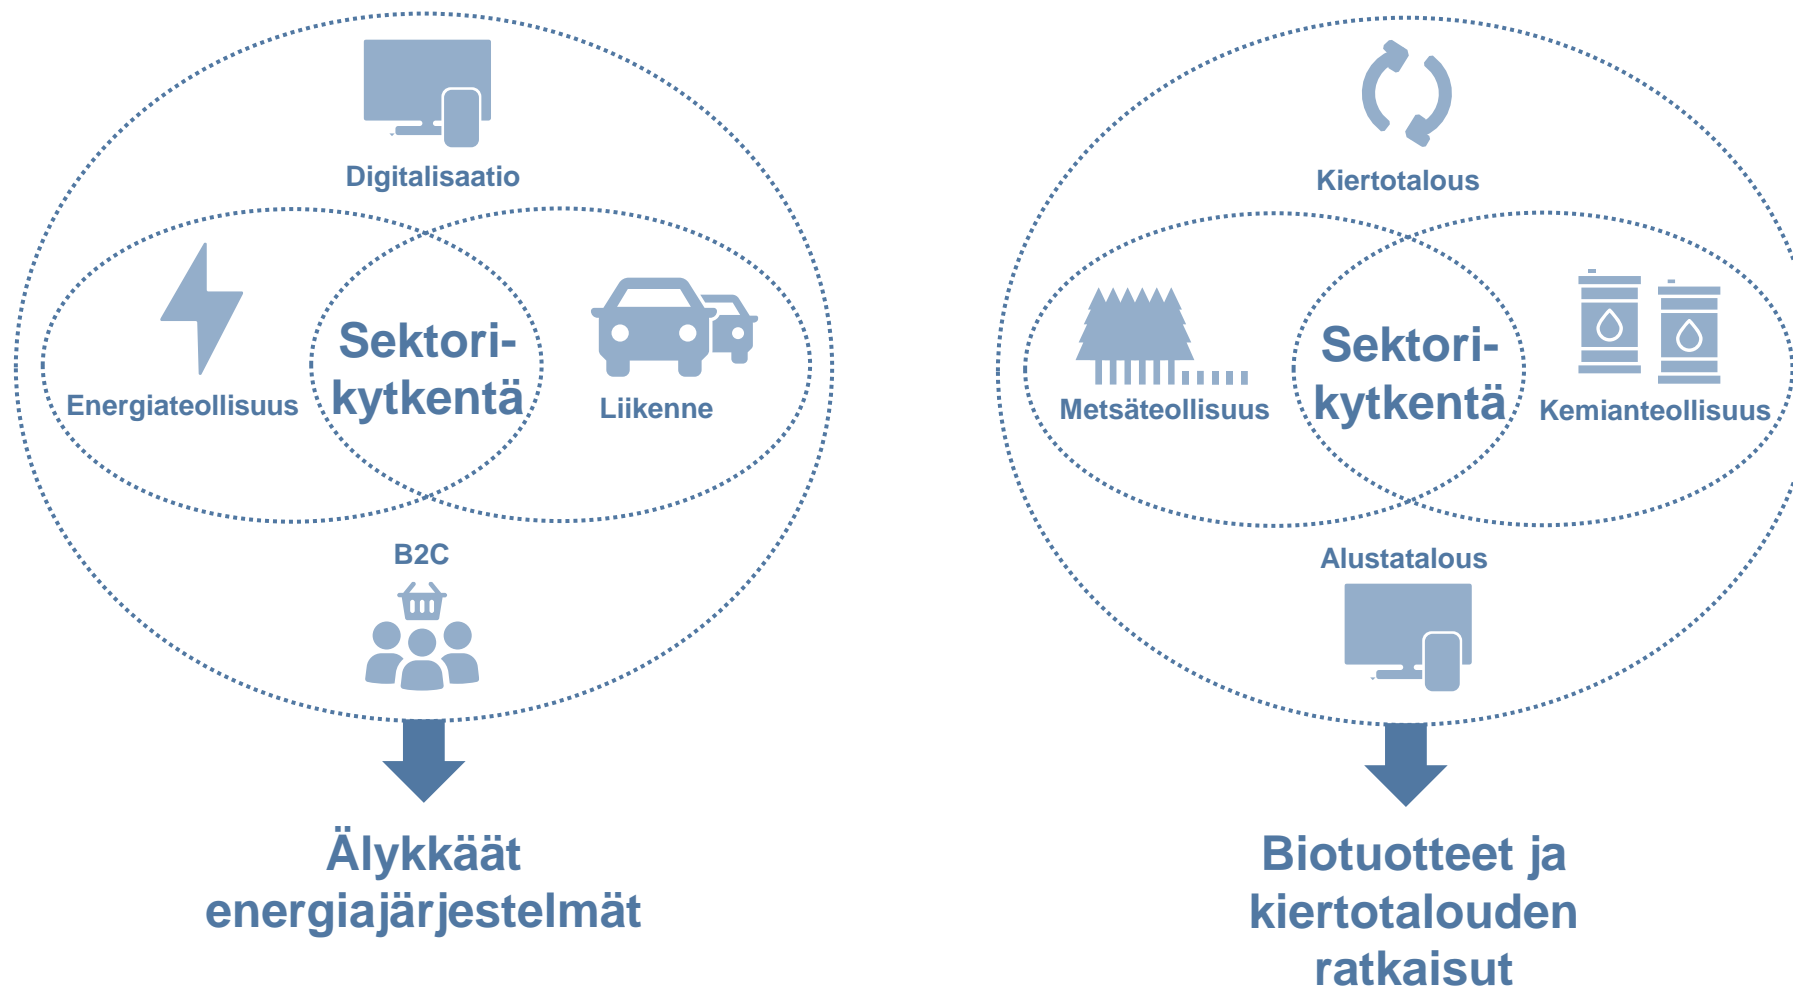 Digitalisaatio
Energiateollisuus
Sektori-
kytkentä
Liikenne
B2C
Älykkäät
energiajärjestelmät
Kiertotalous
Metsäteollisuus
Sektori-
kytkentä
Kemianteollisuus
Alustatalous
Biotuotteet ja
kiertotalouden
ratkaisut